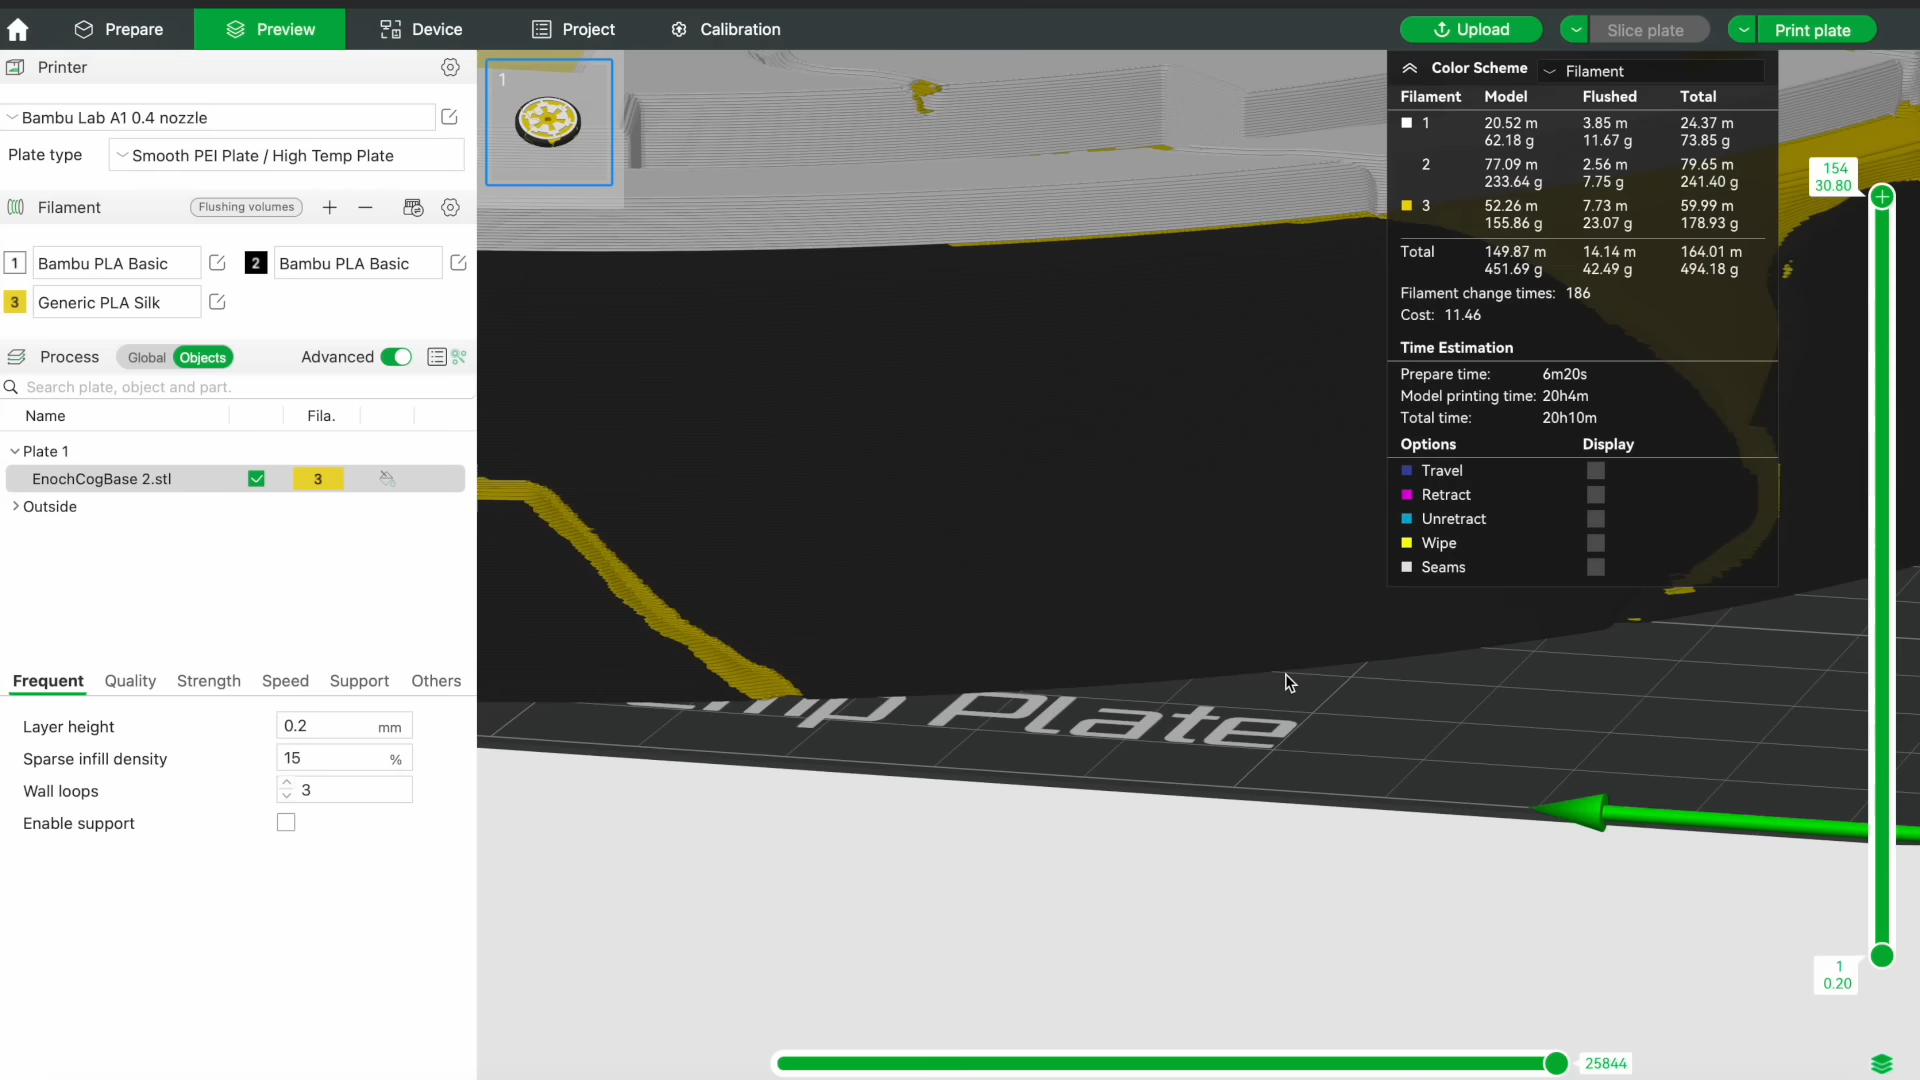 Prepare
Preview
Device
Project
Calibration
Upload
Slice plate
Print plate
Printer
Bambu Lab A1 0.4 nozzle
Plate type
Smooth PEI Plate / High Temp Plate
Filament
Flushing volumes
1 Bambu PLA Basic
2 Bambu PLA Basic
3 Generic PLA Silk
Process
Global
Objects
Advanced
Search plate, object and part.
Name
Fila.
Plate 1
EnochCogBase 2.stl
3
Outside
Frequent
Quality
Strength
Speed
Support
Others
Layer height
0.2 mm
Sparse infill density
15 %
Wall loops
3
Enable support
1
Color Scheme
Filament
Filament Model Flushed Total
1 20.52 m 3.85 m 24.37 m
62.18 g 11.67 g 73.85 g
2 77.09 m 2.56 m 79.65 m
233.64 g 7.75 g 241.40 g
3 52.26 m 7.73 m 59.99 m
155.86 g 23.07 g 178.93 g
Total 149.87 m 14.14 m 164.01 m
451.69 g 42.49 g 494.18 g
Filament change times: 186
Cost: 11.46
Time Estimation
Prepare time: 6m20s
Model printing time: 20h4m
Total time: 20h10m
Options Display
Travel
Retract
Unretract
Wipe
Seams
154
30.80
1
0.20
Plate
25844